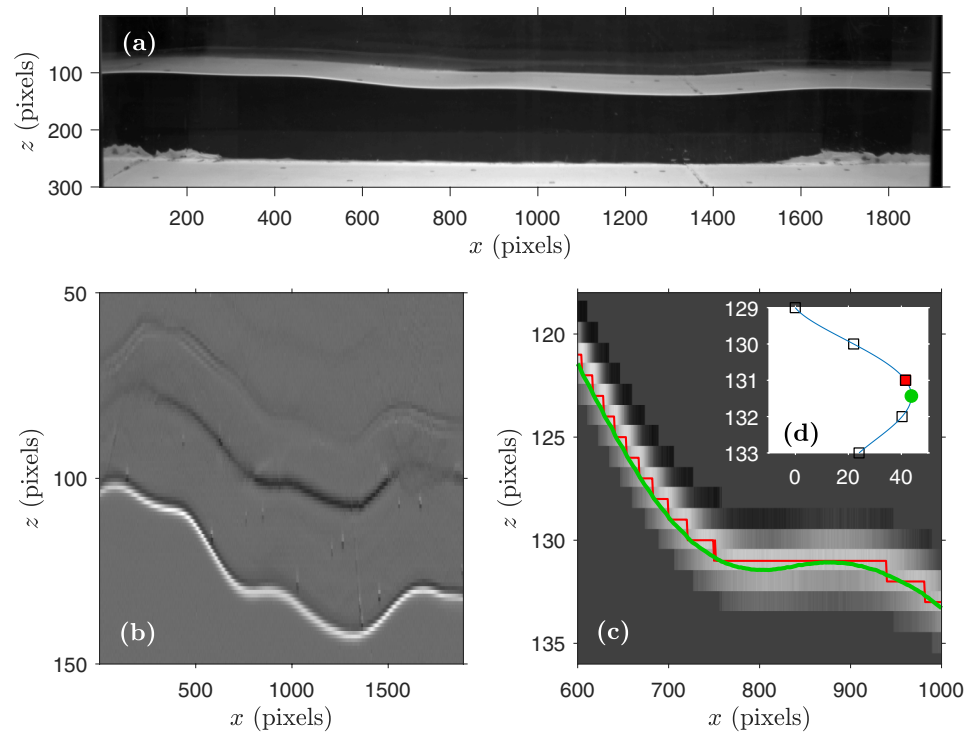 (a)
100
200
300
z (pixels)
200 400 600 800 1000 1200 1400 1600 1800
x (pixels)
50
100
150
z (pixels)
(b)
500 1000 1500
x (pixels)
120
125
130
135
z (pixels)
129
130
131
132
133
(d)
0 20 40
(c)
600 700 800 900 1000
x (pixels)